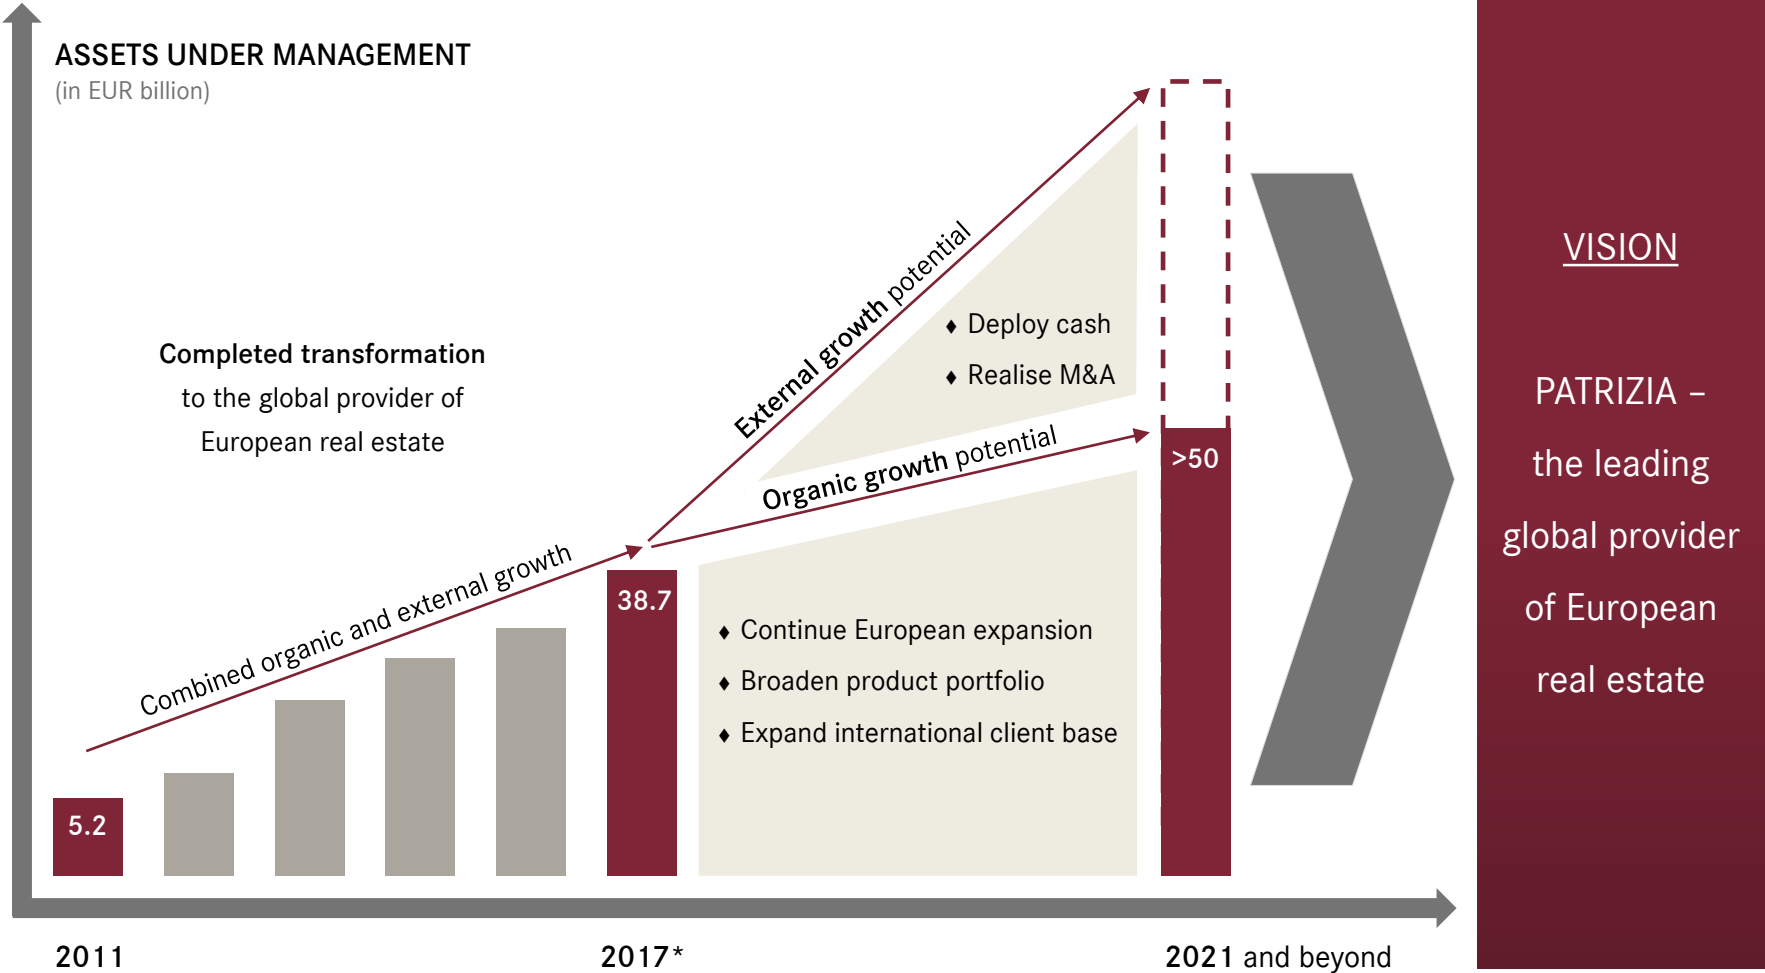 ASSETS UNDER MANAGEMENT
(in EUR billion)
Completed transformation
to the global provider of
European real estate
Combined organic and external growth
External growth potential
♦ Deploy cash
♦ Realise M&A
Organic growth potential
♦ Continue European expansion
♦ Broaden product portfolio
♦ Expand international client base
5.2
38.7
>50
2011
2017*
2021 and beyond
VISION
PATRIZIA –
the leading
global provider
of European
real estate